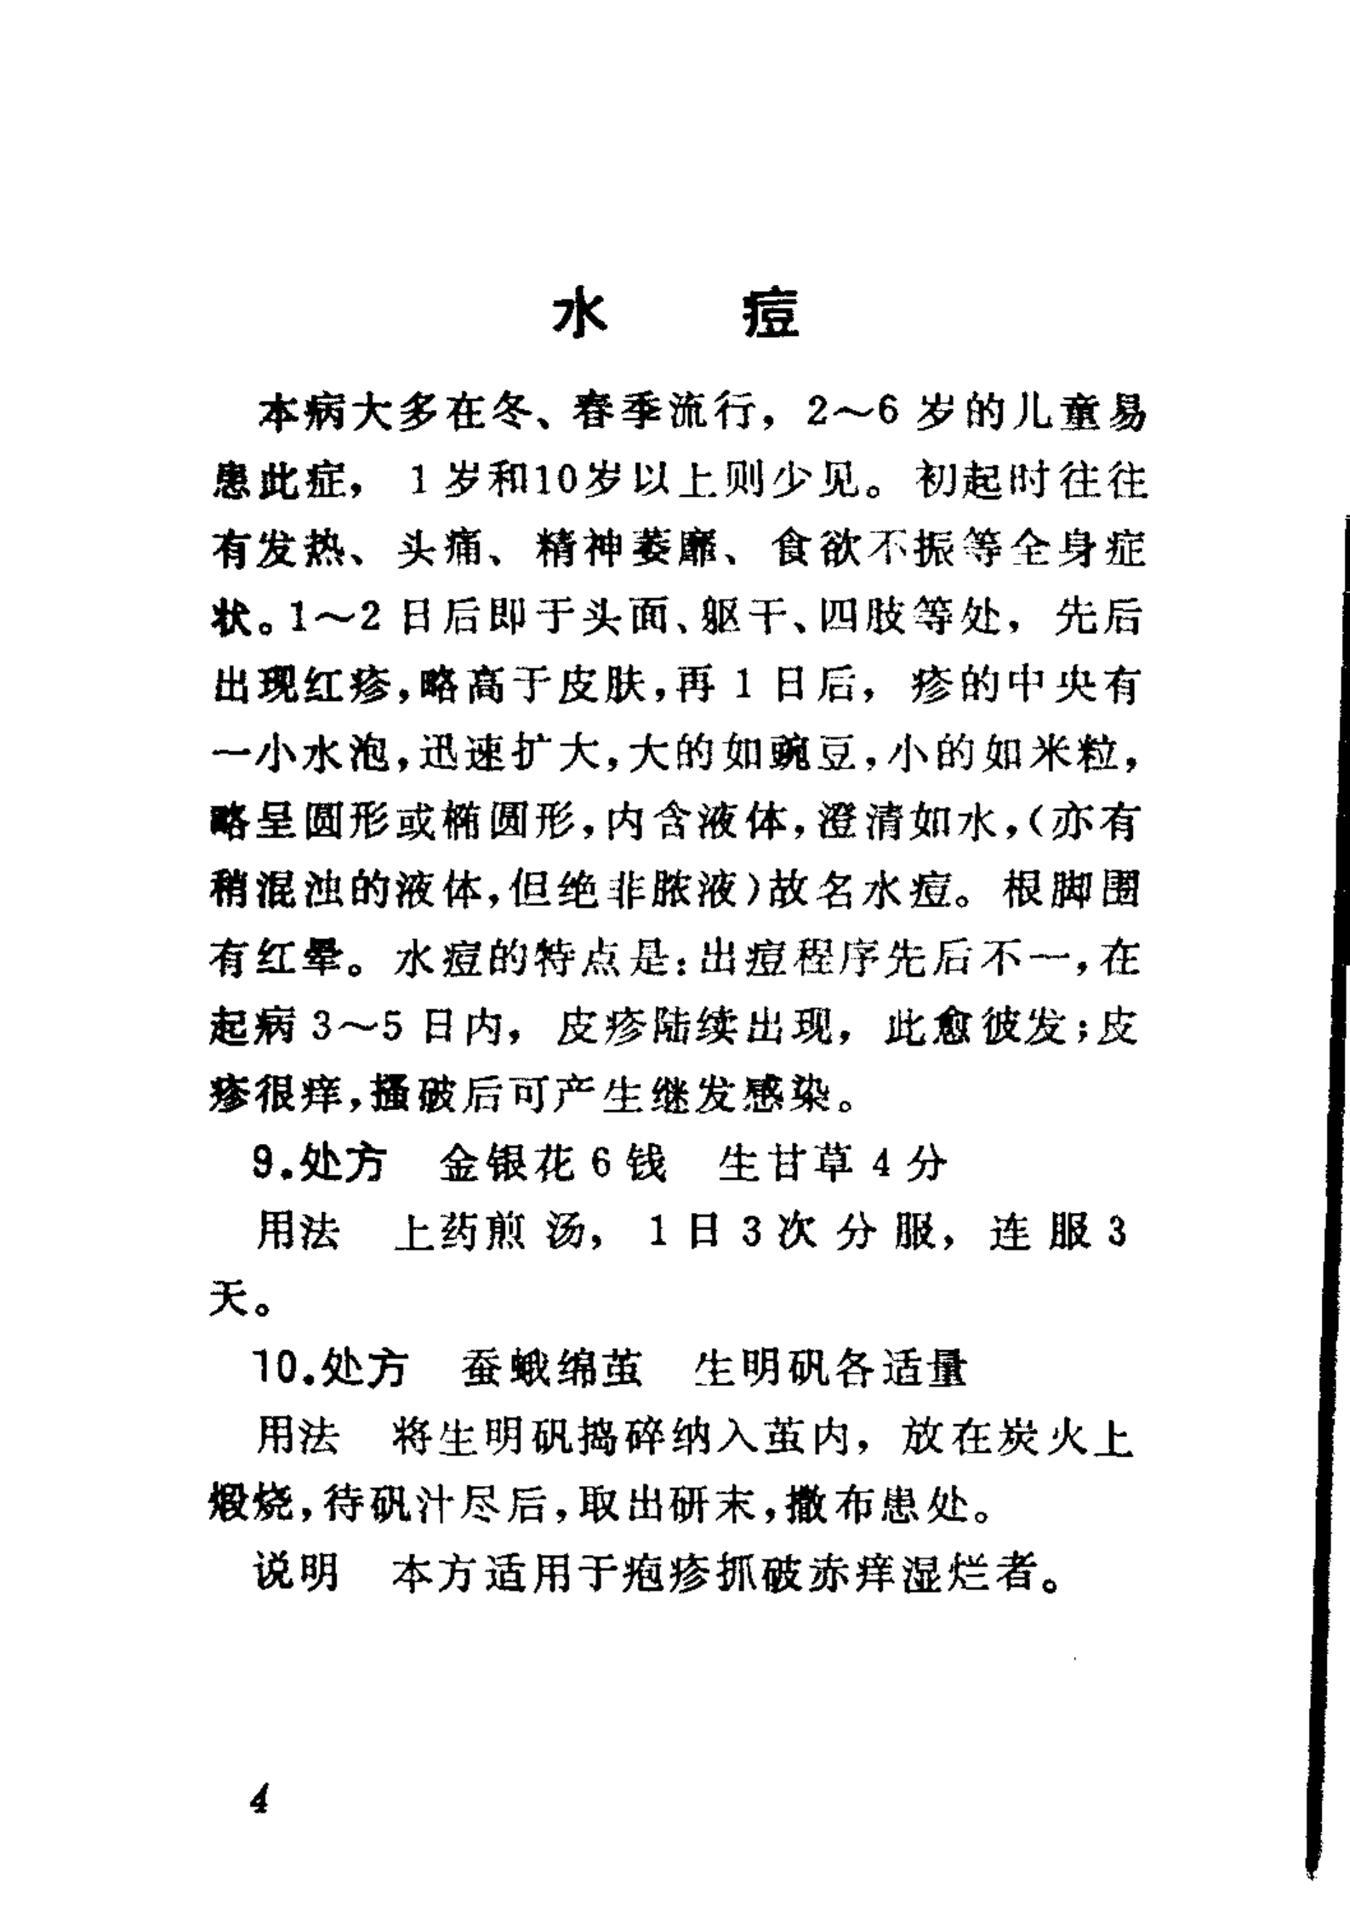 水 痘
本病大多在冬、春季流行，2～6岁的儿童易
患此症，1岁和10岁以上则少见。初起时往往
有发热、头痛、精神萎靡、食欲不振等全身症
状。1～2日后即于头面、躯干、四肢等处，先后
出现红疹，略高于皮肤，再1日后，疹的中央有
一小水泡，迅速扩大，大的如豌豆，小的如米粒，
略呈圆形或椭圆形，内含液体，澄清如水，（亦有
稍混浊的液体，但绝非脓液）故名水痘。根脚围
有红晕。水痘的特点是：出痘程序先后不一，在
起病3～5日内，皮疹陆续出现，此愈彼发；皮
疹很痒，搔破后可产生继发感染。
9.处方 金银花6钱 生甘草4分
用法 上药煎汤，1日3次分服，连服3
天。
10.处方 蚕蛾绵茧 生明矾各适量
用法 将生明矾捣碎纳入茧内，放在炭火上
煅烧，待矾汁尽后，取出研末，撒布患处。
说明 本方适用于疱疹抓破赤痒湿烂者。
4